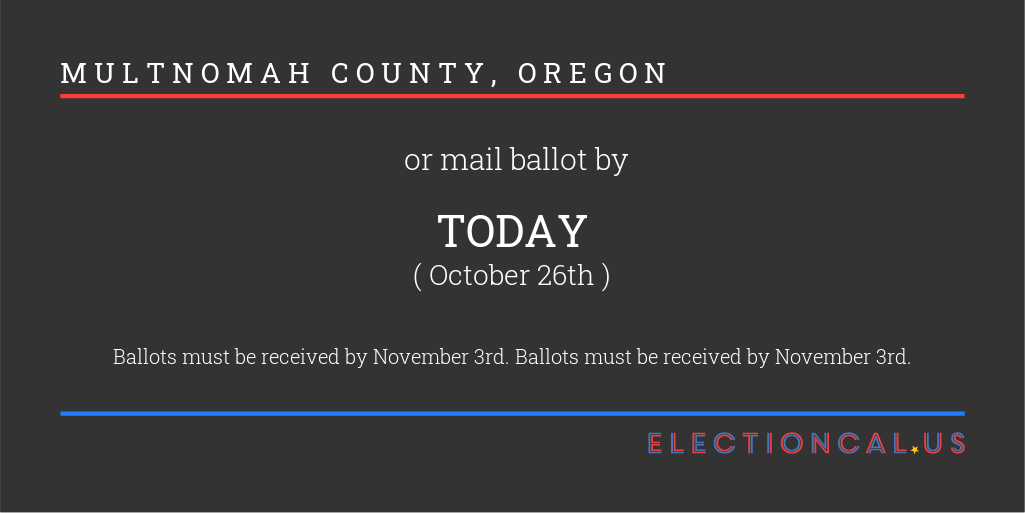 MULTNOMAH COUNTY, OREGON
or mail ballot by
TODAY
( October 26th )
Ballots must be received by November 3rd. Ballots must be received by November 3rd.
ELECTIONCAL.US